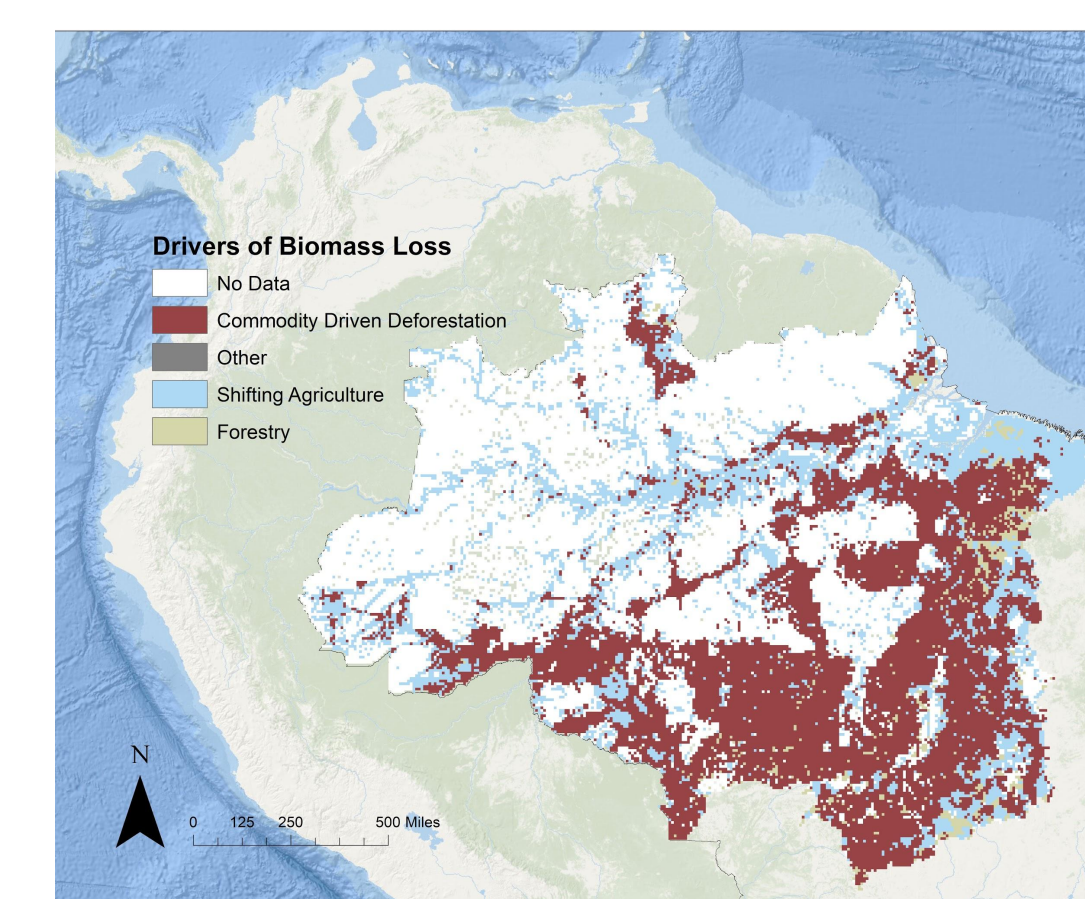 Drivers of Biomass Loss
No Data
Commodity Driven Deforestation
Other
Shifting Agriculture
Forestry
N
0 125 250 500 Miles